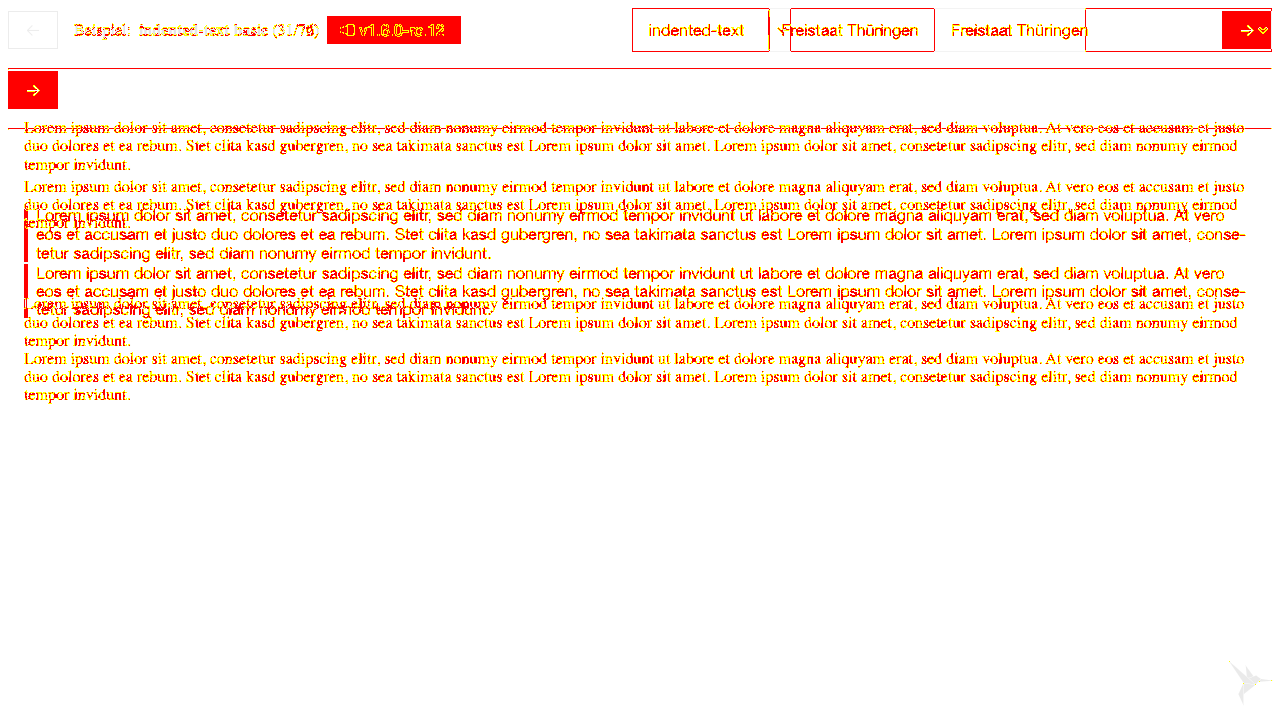 Beispiel: indented-text basic (31/76) v1.6.0-rc.12 indented-text Freistaat Thüringen Freistaat Thüringen
Lorem ipsum dolor sit amet, consetetur sadipscing elitr, sed diam nonumy eirmod tempor invidunt ut labore et dolore magna aliquyam erat, sed diam voluptua. At vero eos et accusam et justo
duo dolores et ea rebum. Stet clita kasd gubergren, no sea takimata sanctus est Lorem ipsum dolor sit amet. Lorem ipsum dolor sit amet, consetetur sadipscing elitr, sed diam nonumy eirmod
tempor invidunt.
Lorem ipsum dolor sit amet, consetetur sadipscing elitr, sed diam nonumy eirmod tempor invidunt ut labore et dolore magna aliquyam erat, sed diam voluptua. At vero eos et accusam et justo
duo dolores et ea rebum. Stet clita kasd gubergren, no sea takimata sanctus est Lorem ipsum dolor sit amet. Lorem ipsum dolor sit amet, consetetur sadipscing elitr, sed diam nonumy eirmod
tempor invidunt.
Lorem ipsum dolor sit amet, consetetur sadipscing elitr, sed diam nonumy eirmod tempor invidunt ut labore et dolore magna aliquyam erat, sed diam voluptua. At vero
eos et accusam et justo duo dolores et ea rebum. Stet clita kasd gubergren, no sea takimata sanctus est Lorem ipsum dolor sit amet. Lorem ipsum dolor sit amet, conse-
tetur sadipscing elitr, sed diam nonumy eirmod tempor invidunt.
Lorem ipsum dolor sit amet, consetetur sadipscing elitr, sed diam nonumy eirmod tempor invidunt ut labore et dolore magna aliquyam erat, sed diam voluptua. At vero
eos et accusam et justo duo dolores et ea rebum. Stet clita kasd gubergren, no sea takimata sanctus est Lorem ipsum dolor sit amet. Lorem ipsum dolor sit amet, conse-
tetur sadipscing elitr, sed diam nonumy eirmod tempor invidunt.
Lorem ipsum dolor sit amet, consetetur sadipscing elitr, sed diam nonumy eirmod tempor invidunt ut labore et dolore magna aliquyam erat, sed diam voluptua. At vero eos et accusam et justo
duo dolores et ea rebum. Stet clita kasd gubergren, no sea takimata sanctus est Lorem ipsum dolor sit amet. Lorem ipsum dolor sit amet, consetetur sadipscing elitr, sed diam nonumy eirmod
tempor invidunt.
Lorem ipsum dolor sit amet, consetetur sadipscing elitr, sed diam nonumy eirmod tempor invidunt ut labore et dolore magna aliquyam erat, sed diam voluptua. At vero eos et accusam et justo
duo dolores et ea rebum. Stet clita kasd gubergren, no sea takimata sanctus est Lorem ipsum dolor sit amet. Lorem ipsum dolor sit amet, consetetur sadipscing elitr, sed diam nonumy eirmod
tempor invidunt.